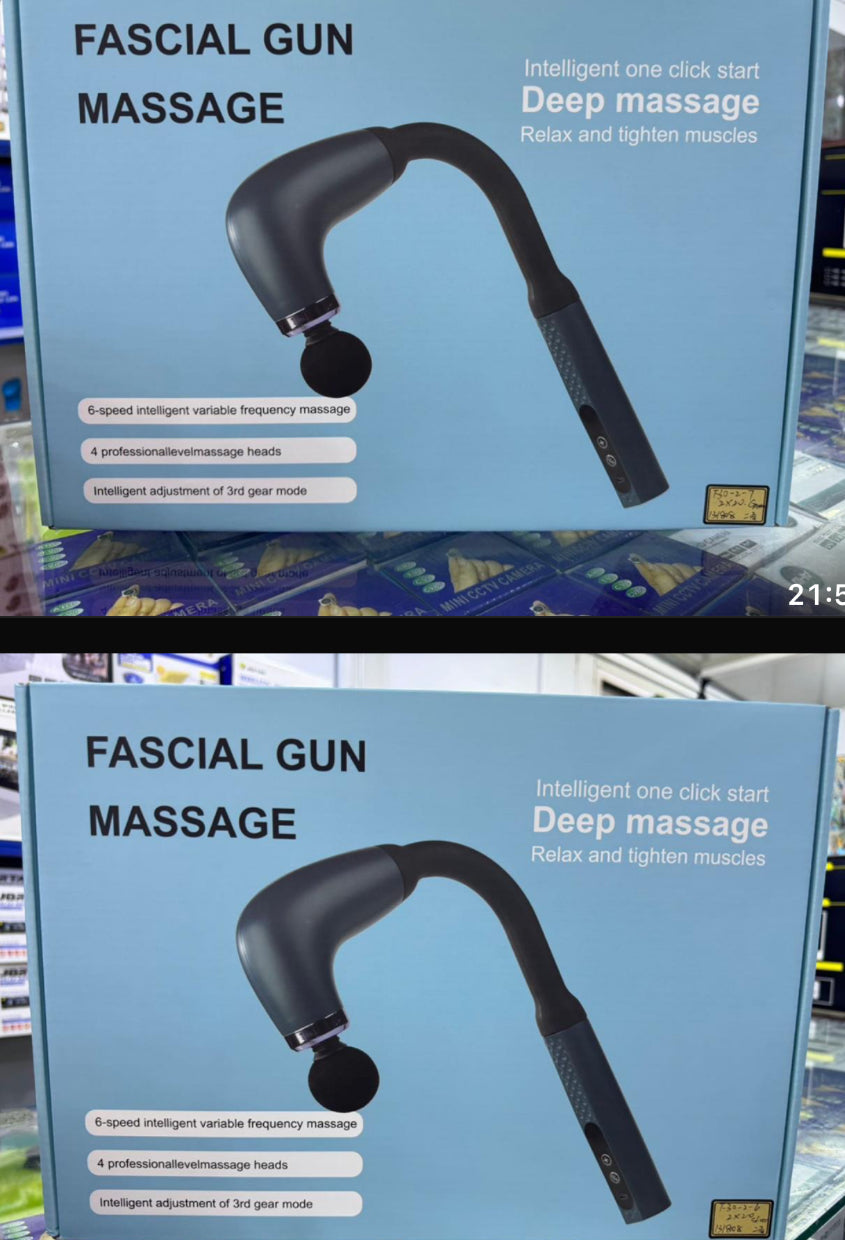 FASCIAL GUN
MASSAGE
Intelligent one click start
Deep massage
Relax and tighten muscles
6-speed intelligent variable frequency massage
4 professionallevelmassage heads
Intelligent adjustment of 3rd gear mode
MINI CCTV CAMERA
21:5
FASCIAL GUN
MASSAGE
Intelligent one click start
Deep massage
Relax and tighten muscles
6-speed intelligent variable frequency massage
4 professionallevelmassage heads
Intelligent adjustment of 3rd gear mode